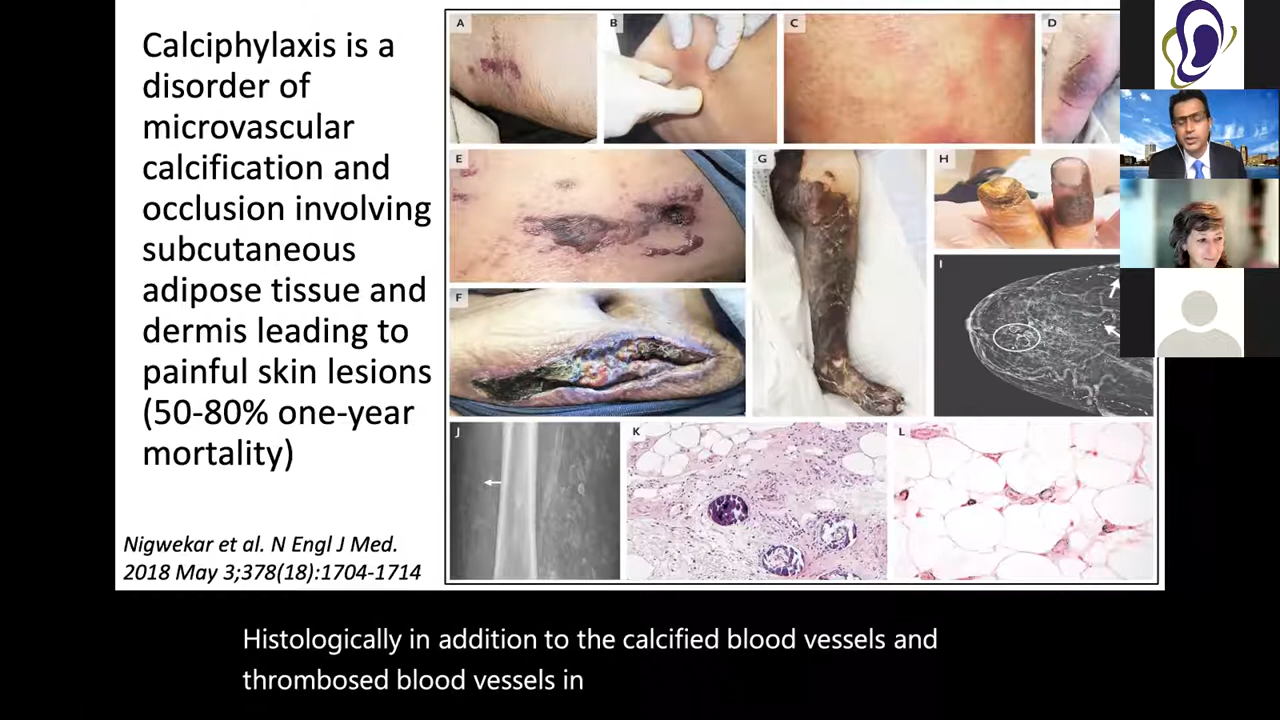 Calciphylaxis is a
disorder of
microvascular
calcification and
occlusion involving
subcutaneous
adipose tissue and
dermis leading to
painful skin lesions
(50-80% one-year
mortality)
Nigwekar et al. N Engl J Med.
2018 May 3;378(18):1704-1714
A
B
C
D
E
G
H
F
I
J
K
L
Histologically in addition to the calcified blood vessels and
thrombosed blood vessels in